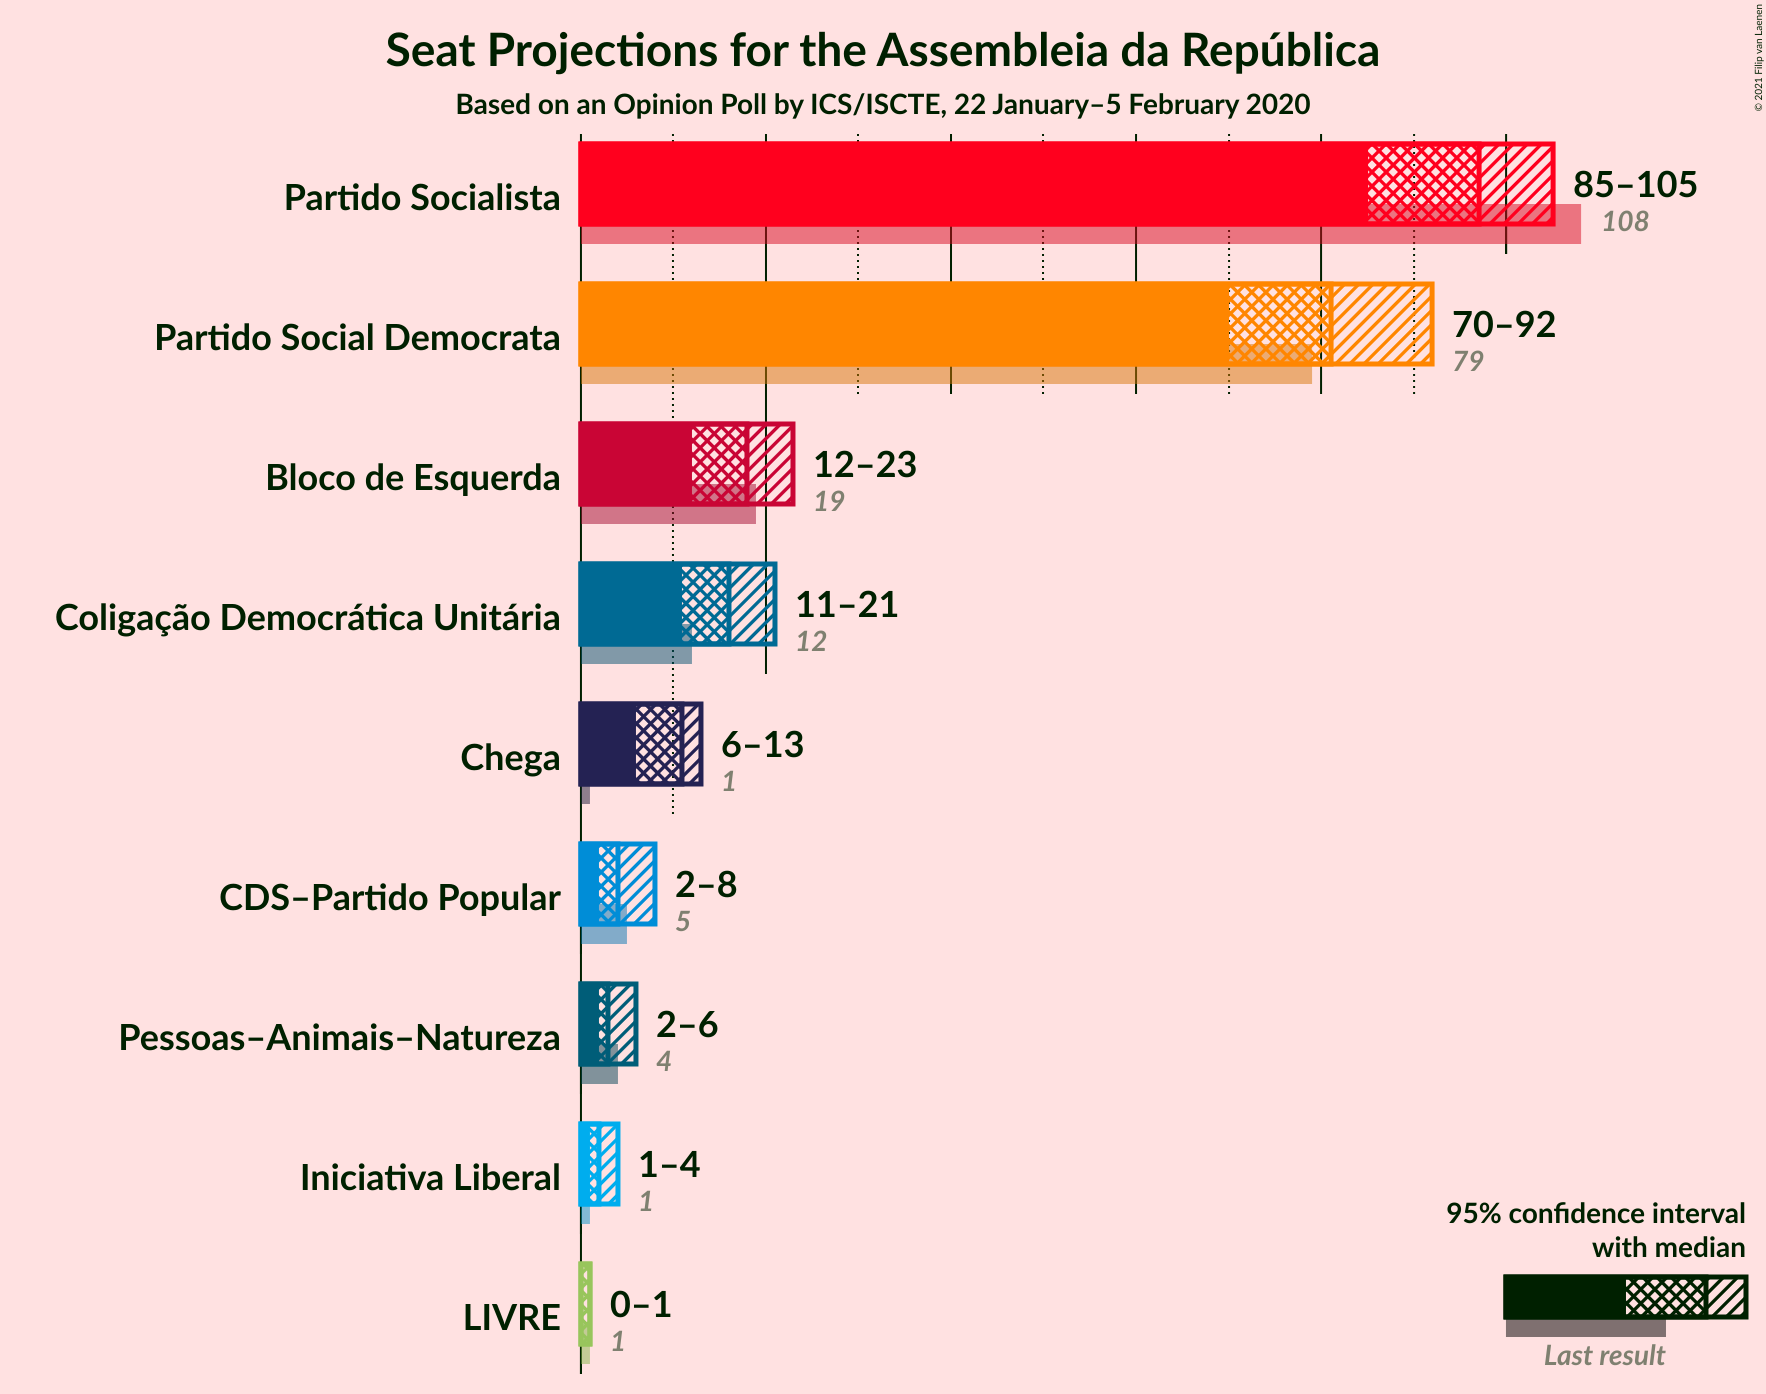 Seat Projections for the Assembleia da República
Based on an Opinion Poll by ICS/ISCTE, 22 January–5 February 2020
© 2021 Filip van Laenen
Partido Socialista
85–105
108
Partido Social Democrata
70–92
79
Bloco de Esquerda
12–23
19
Coligação Democrática Unitária
11–21
12
Chega
6–13
1
CDS–Partido Popular
2–8
5
Pessoas–Animais–Natureza
2–6
4
Iniciativa Liberal
1–4
1
LIVRE
0–1
1
95% confidence interval
with median
Last result